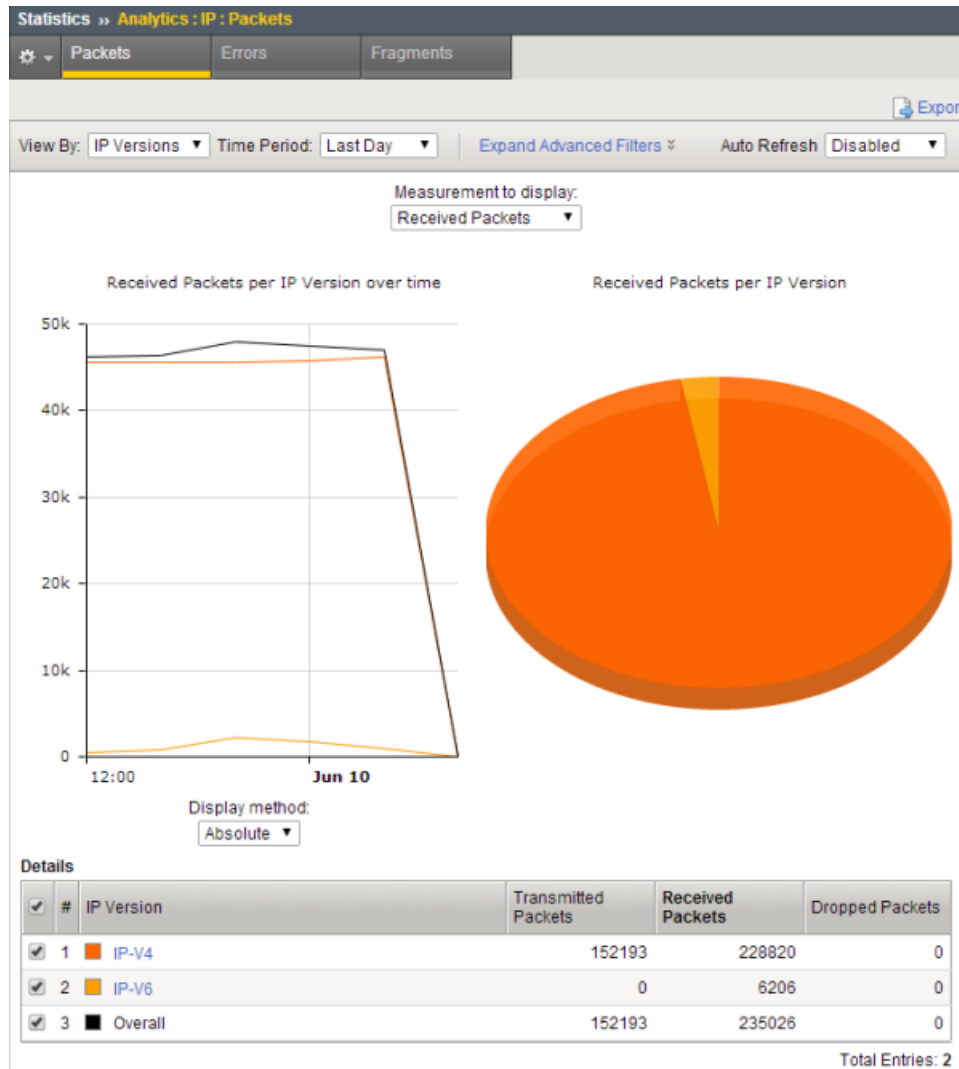 Statistics ›› Analytics : IP : Packets
Packets Errors Fragments
Expor
View By: IP Versions Time Period: Last Day Expand Advanced Filters Auto Refresh Disabled
Measurement to display:
Received Packets
Received Packets per IP Version over time
Received Packets per IP Version
50k
40k
30k
20k
10k
0
12:00 Jun 10
Display method:
Absolute
Details
# IP Version Transmitted Packets Received Packets Dropped Packets
1 IP-V4 152193 228820 0
2 IP-V6 0 6206 0
3 Overall 152193 235026 0
Total Entries: 2